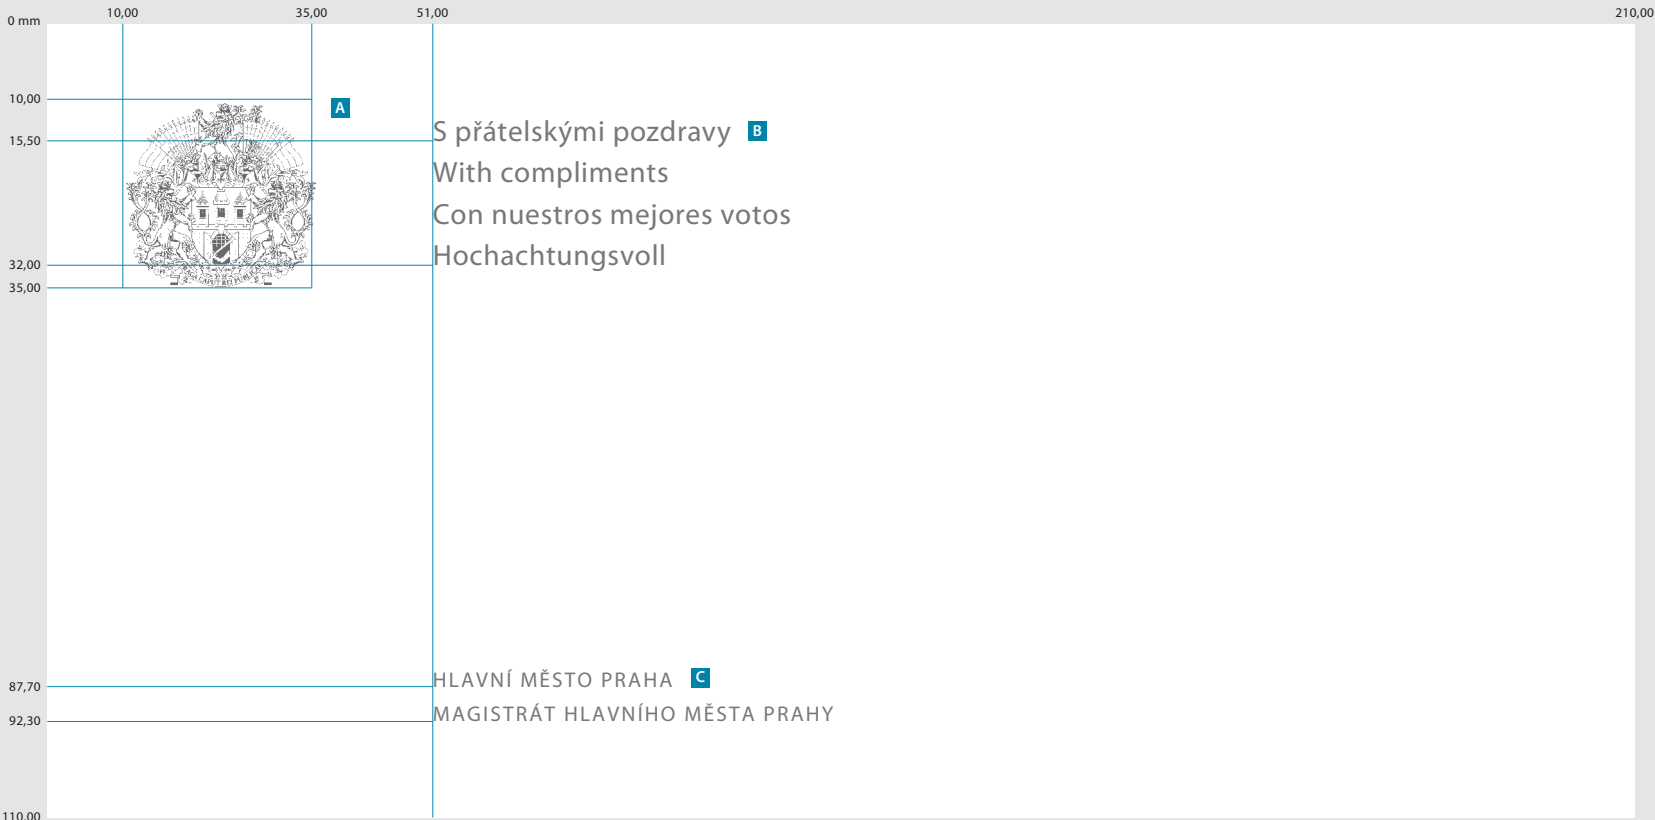 0 mm 10,00 35,00 51,00 210,00
10,00
A
S přátelskými pozdravy B
15,50
With compliments
Con nuestros mejores votos
Hochachtungsvoll
32,00
CAPUT REI
35,00
HLAVNÍ MĚSTO PRAHA C
87,70
MAGISTRÁT HLAVNÍHO MĚSTA PRAHY
92,30
110,00